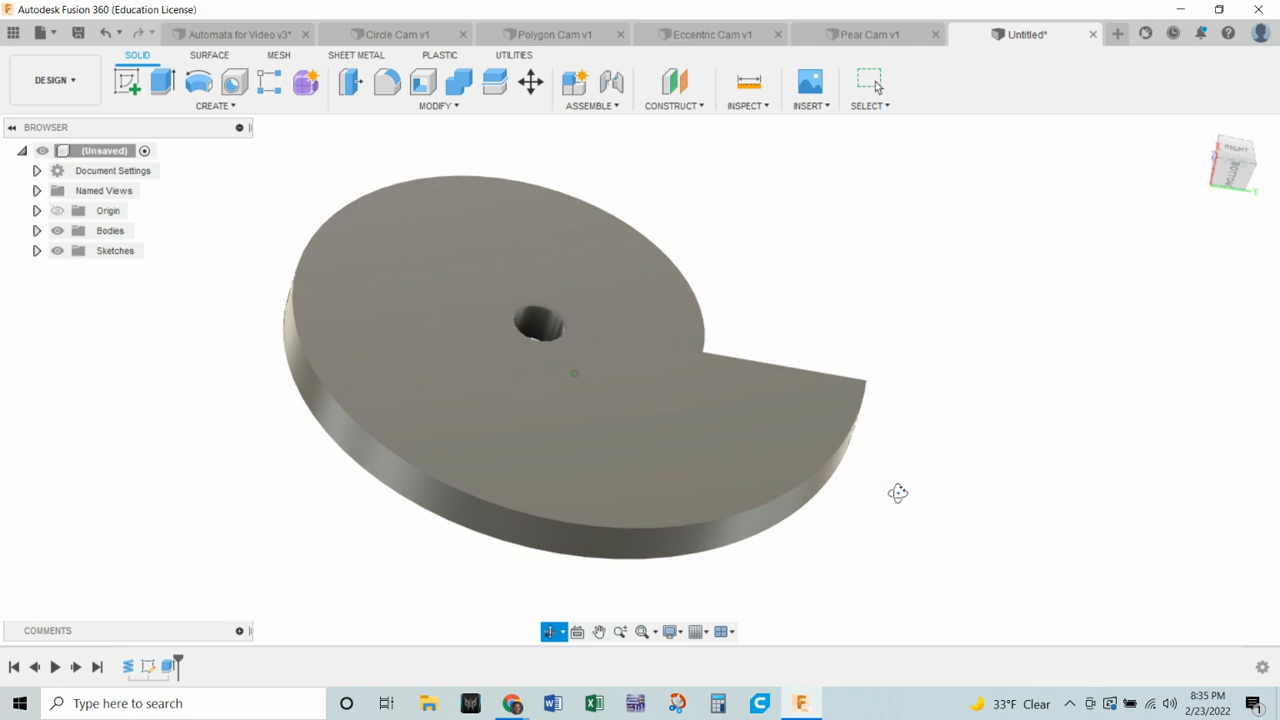 Autodesk Fusion 360 (Education License)
Automata for Video v3*
Circle Cam v1
Polygon Cam v1
Eccentric Cam v1
Pear Cam v1
Untitled*
SOLID
SURFACE
MESH
SHEET METAL
PLASTIC
UTILITIES
DESIGN
CREATE
MODIFY
ASSEMBLE
CONSTRUCT
INSPECT
INSERT
SELECT
BROWSER
(Unsaved)
Document Settings
Named Views
Origin
Bodies
Sketches
RIGHT
BOTTOM
X
Z
Y
COMMENTS
Type here to search
33°F Clear
8:35 PM
2/23/2022
1